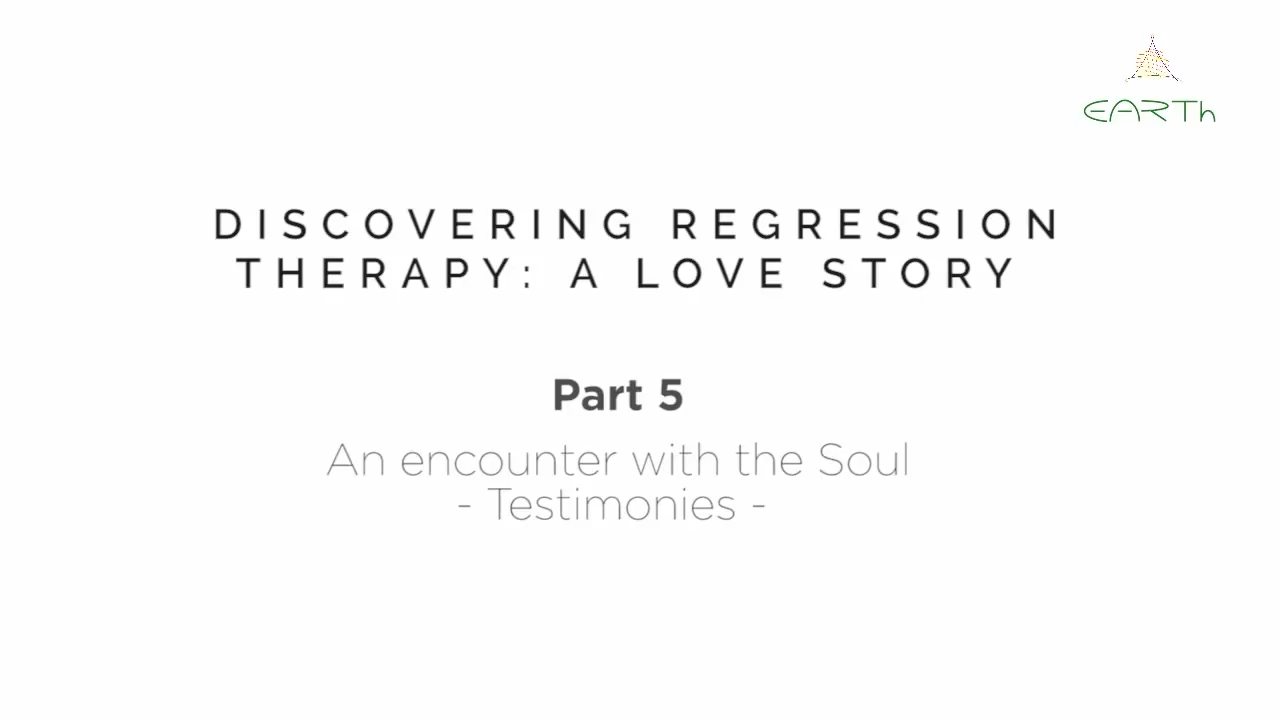 EARTh
DISCOVERING REGRESSION
THERAPY: A LOVE STORY
Part 5
An encounter with the Soul
- Testimonies -